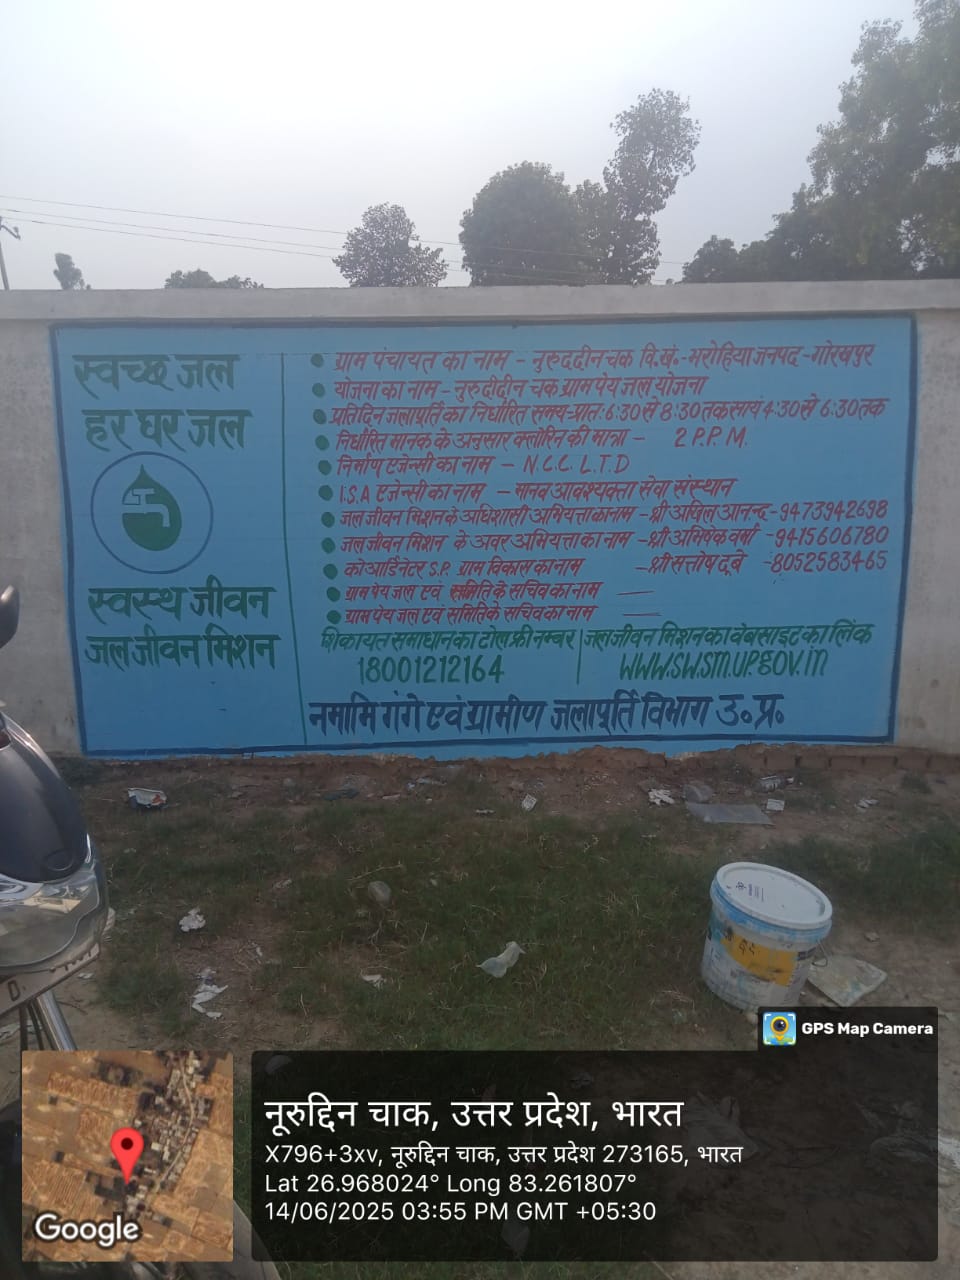 स्वच्छ जल
हर घर जल
स्वस्थ जीवन
जल जीवन मिशन
ग्राम पंचायत का नाम - नुरुददीन चक वि.खं.-भरोहिया जनपद - गोरखपुर
योजना का नाम - नुरुदीदीन चक ग्राम पेय जल योजना
प्रतिदिन जलापूर्ति का निर्धारित समय-प्रात: 6:30 से 8:30 तक सायं 4:30 से 6:30 तक
निर्धारित मानक के अनुसार क्लोरिन की मात्रा - 2 P.P.M.
निर्माण एजेन्सी का नाम - N.C.C. L.T.D
I.S.A एजेन्सी का नाम - मानव आवश्यक्ता सेवा संस्थान
जल जीवन मिशन के अधिशासी अभियत्ता का नाम - श्री अखिल आनन्द - 9473942698
जल जीवन मिशन के अवर अभियत्ता का नाम - श्री अभिषेक वर्मा - 9415606780
को आर्डिनेटर S.P. ग्राम विकास का नाम - श्री सत्तोष दूबे - 8052583465
ग्राम पेय जल एवं समिति के सचिव का नाम
ग्राम पेय जल एवं समिति के सचिव का नाम
शिकायत समाधान का टोल फ्री नम्बर
18001212164
जल जीवन मिशन का वेबसाइट का लिंक
WWW.SWSM.UP.GOV.in
नमामि गंगे एवं ग्रामीण जलापूर्ति विभाग उ.प्र.
GPS Map Camera
नूरुद्दिन चाक, उत्तर प्रदेश, भारत
X796+3xv, नूरुद्दिन चाक, उत्तर प्रदेश 273165, भारत
Lat 26.968024° Long 83.261807°
14/06/2025 03:55 PM GMT +05:30
Google